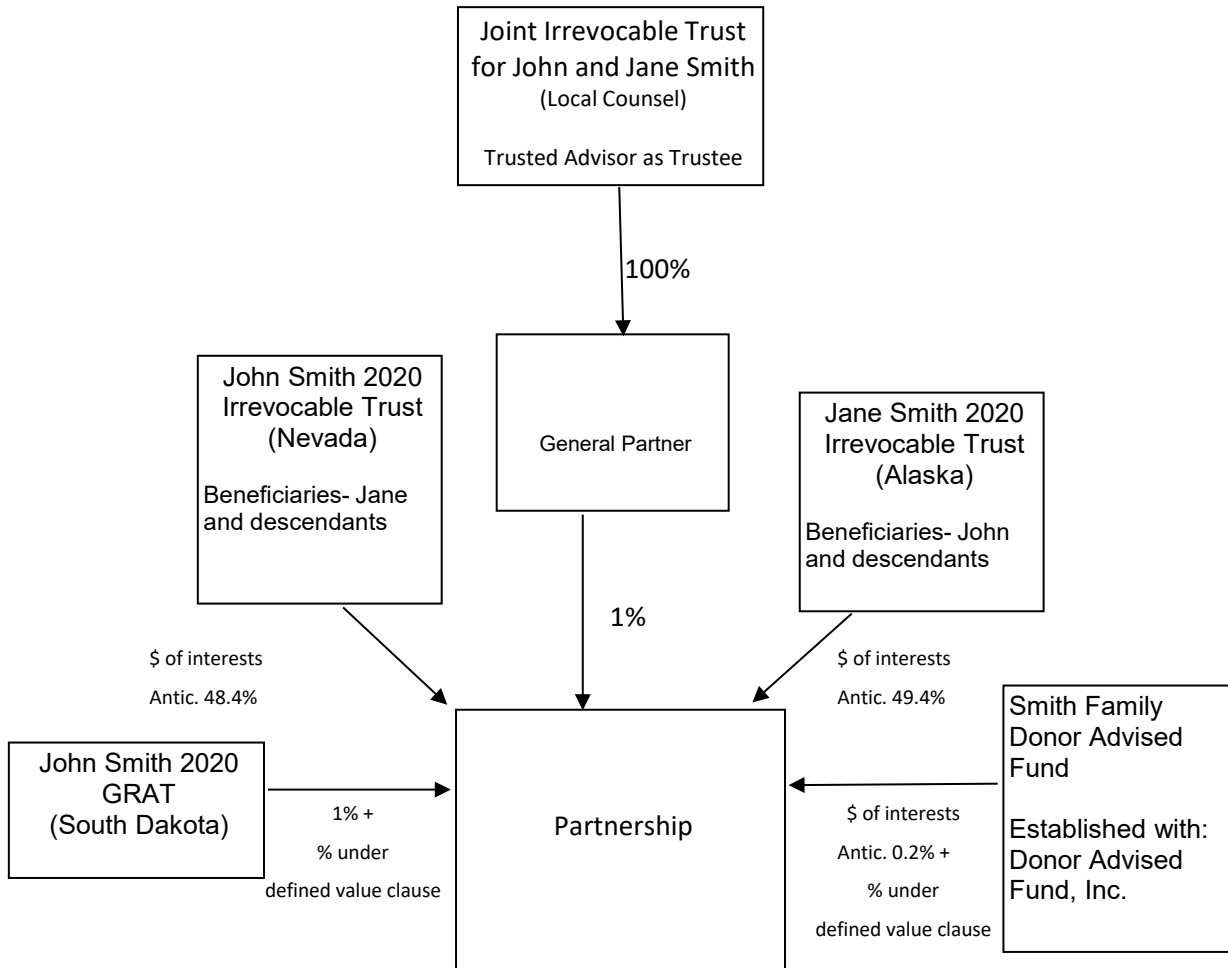 Joint Irrevocable Trust
for John and Jane Smith
(Local Counsel)
Trusted Advisor as Trustee
100%
John Smith 2020
Irrevocable Trust
(Nevada)
Beneficiaries- Jane
and descendants
General Partner
Jane Smith 2020
Irrevocable Trust
(Alaska)
Beneficiaries- John
and descendants
1%
$ of interests
Antic. 48.4%
$ of interests
Antic. 49.4%
John Smith 2020
GRAT
(South Dakota)
1% +
% under
defined value clause
Partnership
$ of interests
Antic. 0.2% +
% under
defined value clause
Smith Family
Donor Advised
Fund
Established with:
Donor Advised
Fund, Inc.